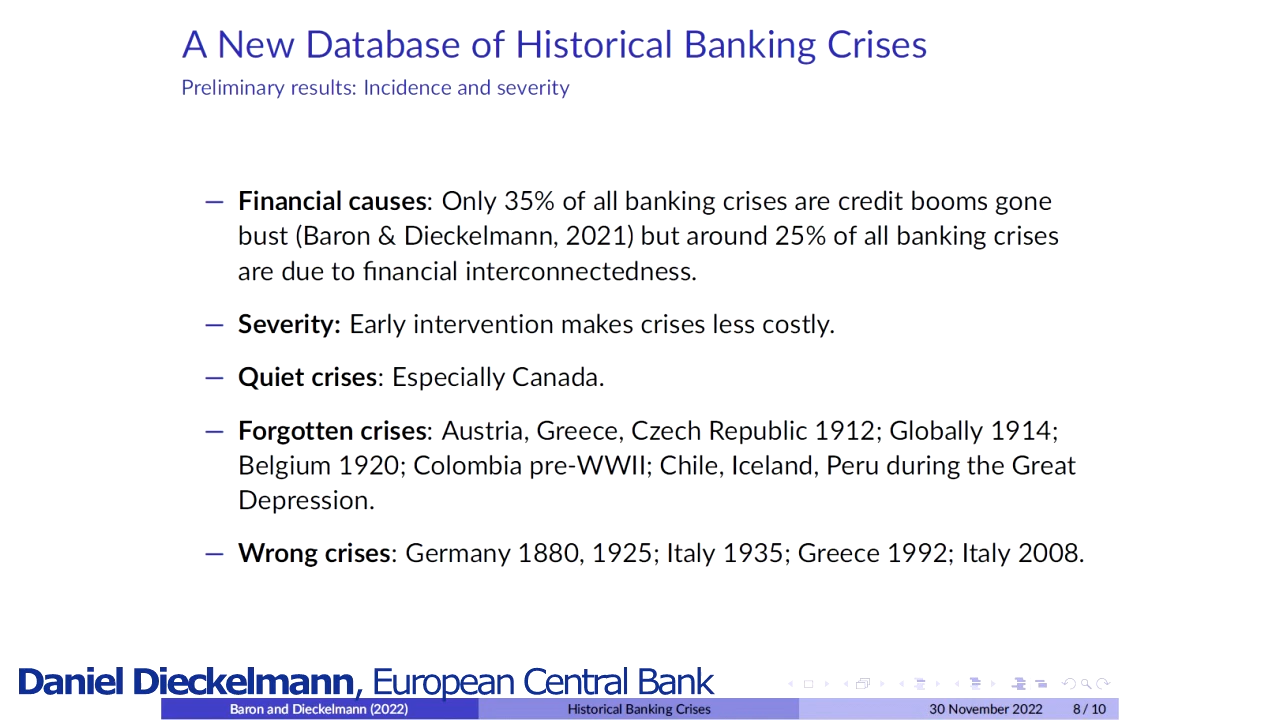 A New Database of Historical Banking Crises
Preliminary results: Incidence and severity
— Financial causes: Only 35% of all banking crises are credit booms gone
bust (Baron & Dieckelmann, 2021) but around 25% of all banking crises
are due to financial interconnectedness.
— Severity: Early intervention makes crises less costly.
— Quiet crises: Especially Canada.
— Forgotten crises: Austria, Greece, Czech Republic 1912; Globally 1914;
Belgium 1920; Colombia pre-WWII; Chile, Iceland, Peru during the Great
Depression.
— Wrong crises: Germany 1880, 1925; Italy 1935; Greece 1992; Italy 2008.
Daniel Dieckelmann, European Central Bank
Baron and Dieckelmann (2022) Historical Banking Crises 30 November 2022 8 / 10